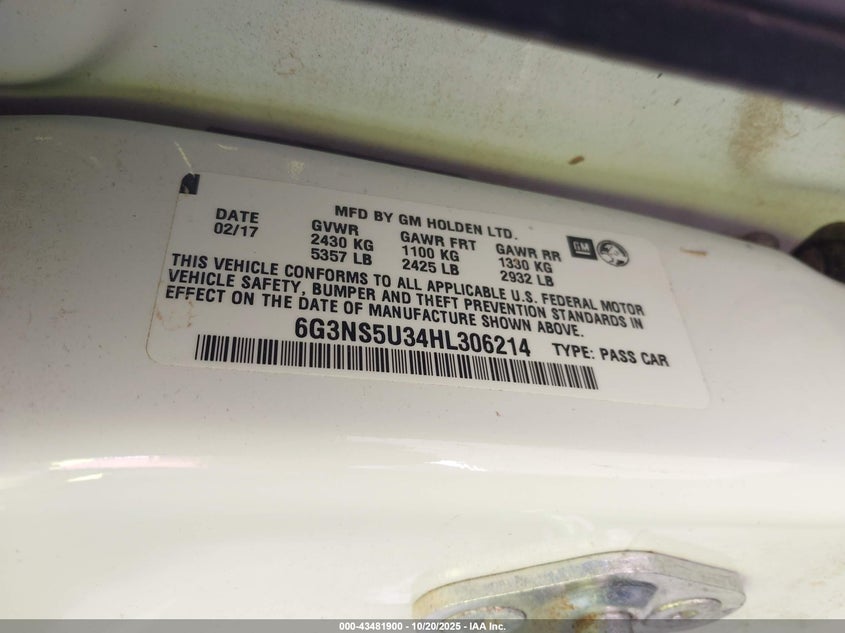 MFD BY GM HOLDEN LTD.
DATE GVWR GAWR FRT GAWR RR
02/17 2430 KG 1100 KG 1330 KG
5357 LB 2425 LB 2932 LB
GM
THIS VEHICLE CONFORMS TO ALL APPLICABLE U.S. FEDERAL MOTOR
VEHICLE SAFETY, BUMPER AND THEFT PREVENTION STANDARDS IN
EFFECT ON THE DATE OF MANUFACTURE SHOWN ABOVE.
6G3NS5U34HL306214 TYPE: PASS CAR
000-43481900 - 10/20/2025 - IAA Inc.